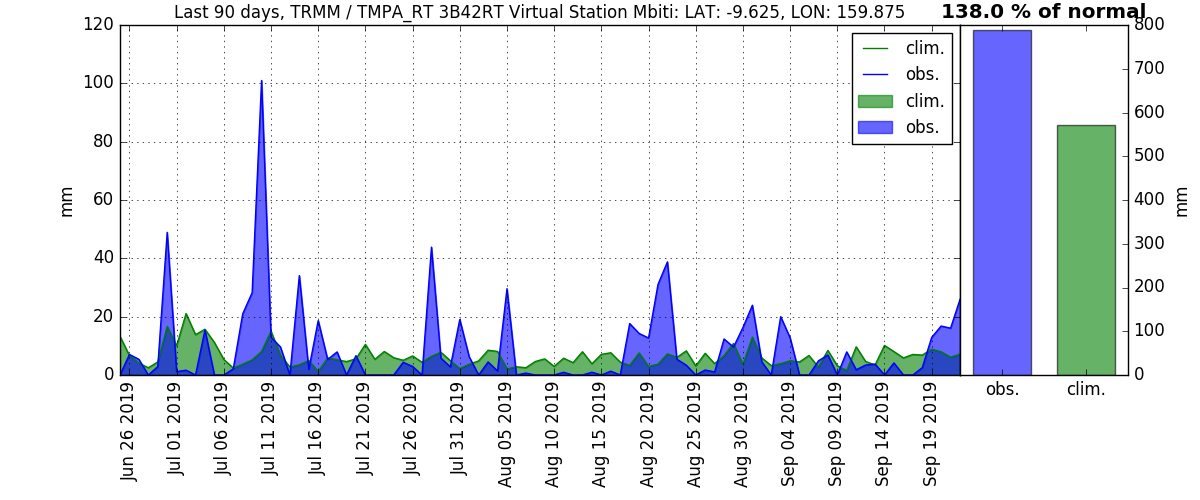 Last 90 days, TRMM / TMPA_RT 3B42RT Virtual Station Mbiti: LAT: -9.625, LON: 159.875
138.0 % of normal
mm
120
100
80
60
40
20
0
clim.
obs.
clim.
obs.
Jun 26 2019
Jul 01 2019
Jul 06 2019
Jul 11 2019
Jul 16 2019
Jul 21 2019
Jul 26 2019
Jul 31 2019
Aug 05 2019
Aug 10 2019
Aug 15 2019
Aug 20 2019
Aug 25 2019
Aug 30 2019
Sep 04 2019
Sep 09 2019
Sep 14 2019
Sep 19 2019
800
700
600
500
400
300
200
100
0
mm
obs.
clim.